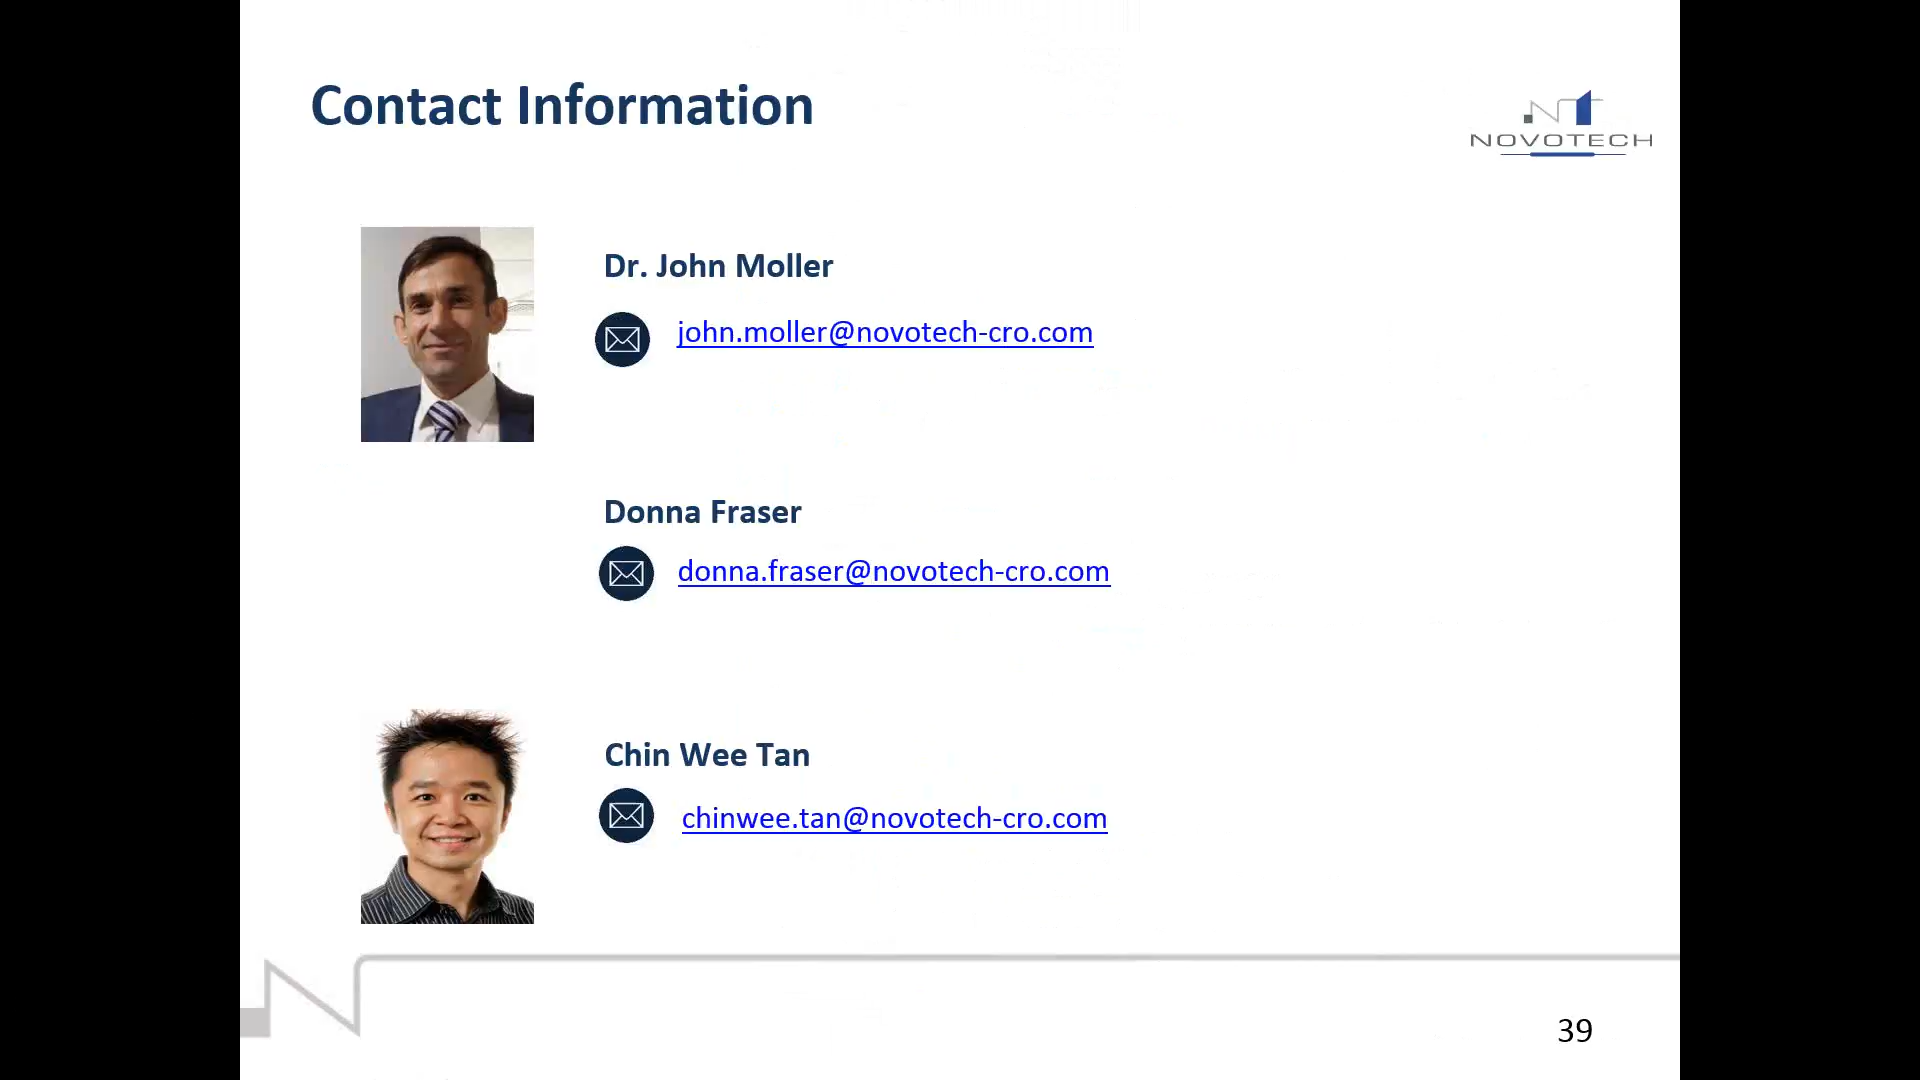 Contact Information
NOVOTECH
Dr. John Moller
john.moller@novotech-cro.com
Donna Fraser
donna.fraser@novotech-cro.com
Chin Wee Tan
chinwee.tan@novotech-cro.com
39